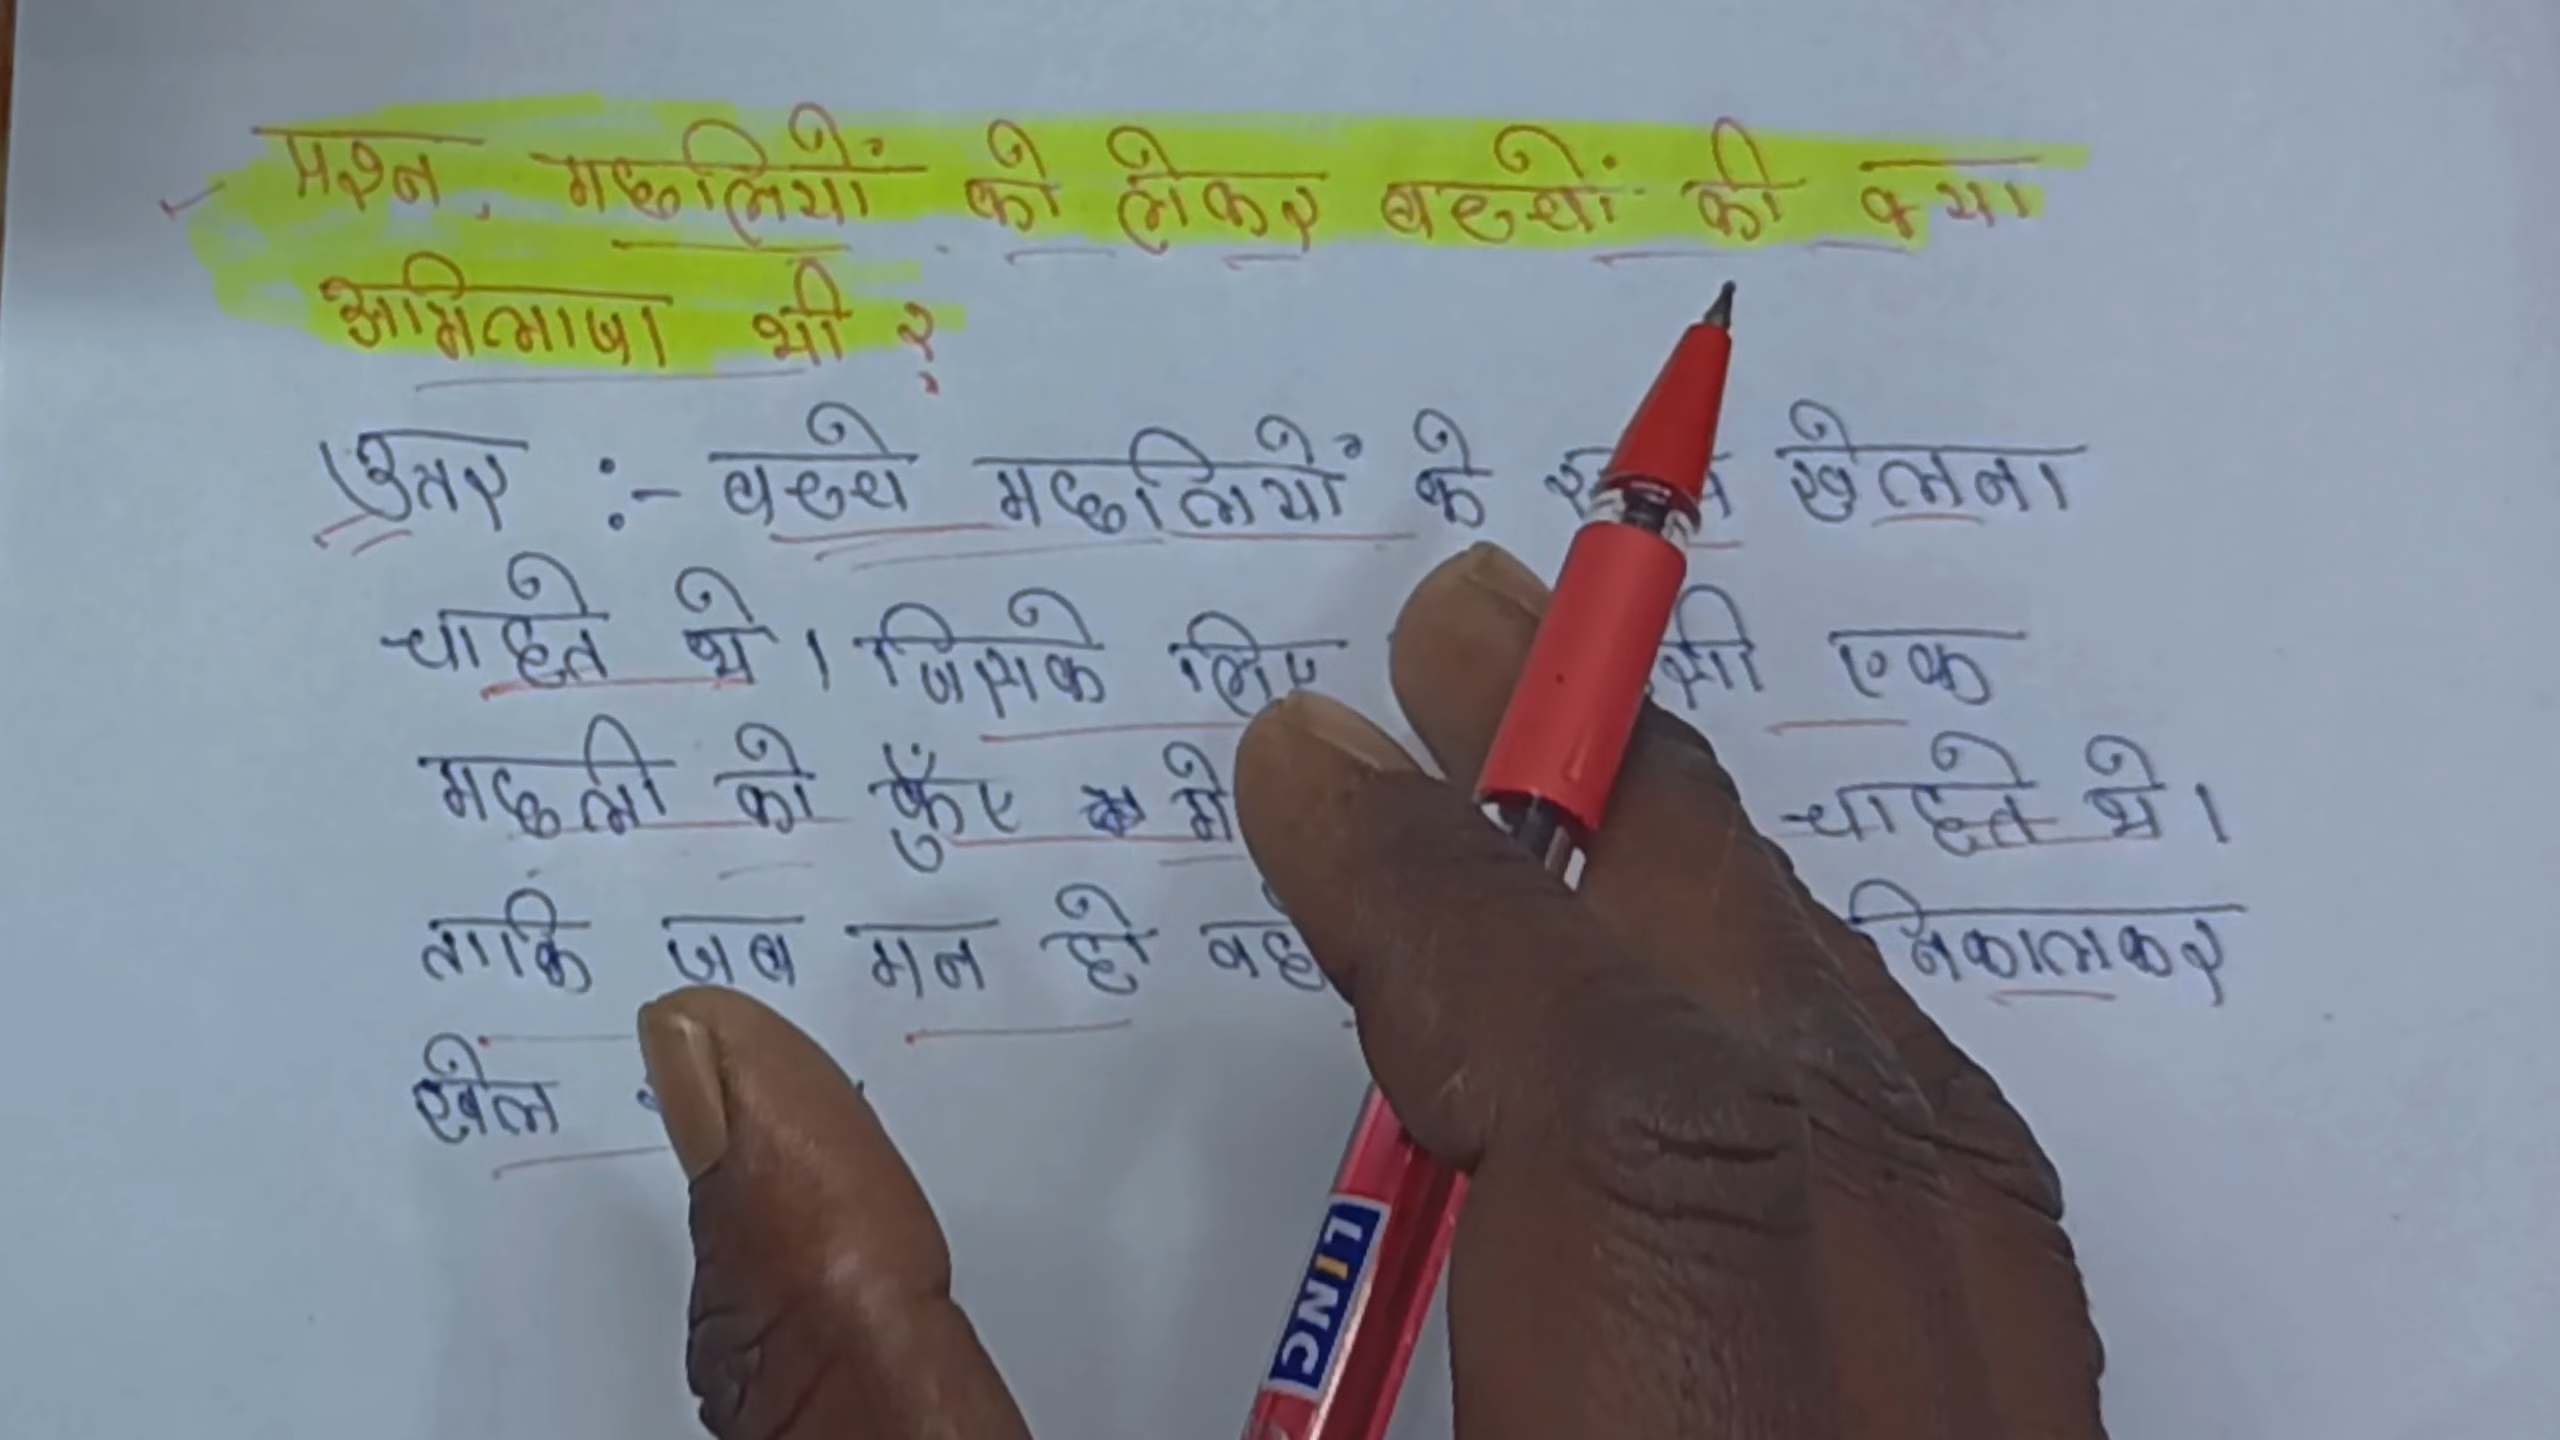 प्रश्न. मछलियों को लेकर बच्चों की क्या
अभिलाषा थी ?
उत्तर :- बच्चे मछलियों के खेलना
चाहते थे। जिसके लिए एक
मछली को कुएँ में चाहते थे।
ताकि जब मन हो निकालकर
खेल
LINC